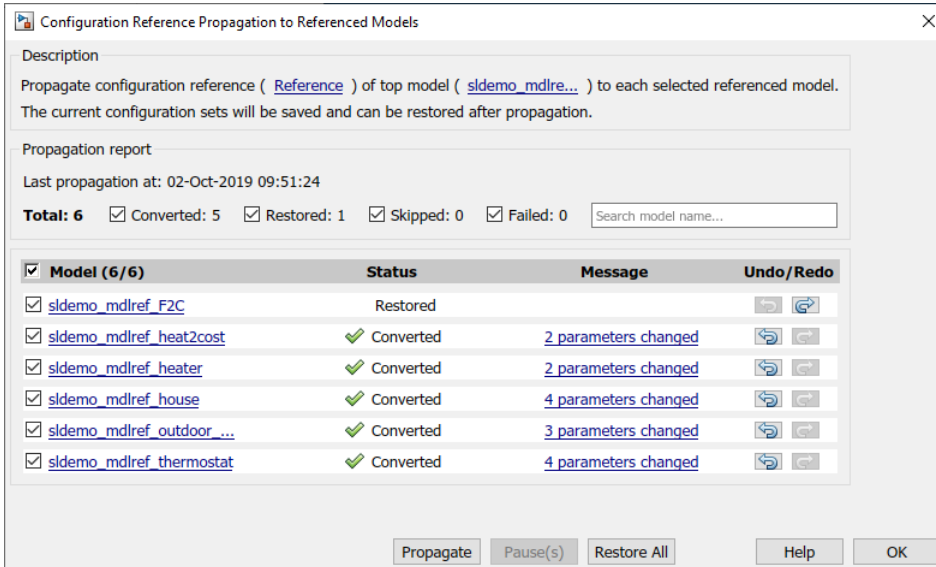 Configuration Reference Propagation to Referenced Models
Description
Propagate configuration reference ( Reference ) of top model ( sldemo_mdlre... ) to each selected referenced model.
The current configuration sets will be saved and can be restored after propagation.
Propagation report
Last propagation at: 02-Oct-2019 09:51:24
Total: 6 Converted: 5 Restored: 1 Skipped: 0 Failed: 0 Search model name...
Model (6/6) Status Message Undo/Redo
sldemo_mdlref_F2C Restored
sldemo_mdlref_heat2cost Converted 2 parameters changed
sldemo_mdlref_heater Converted 2 parameters changed
sldemo_mdlref_house Converted 4 parameters changed
sldemo_mdlref_outdoor_... Converted 3 parameters changed
sldemo_mdlref_thermostat Converted 4 parameters changed
Propagate Pause(s) Restore All Help OK